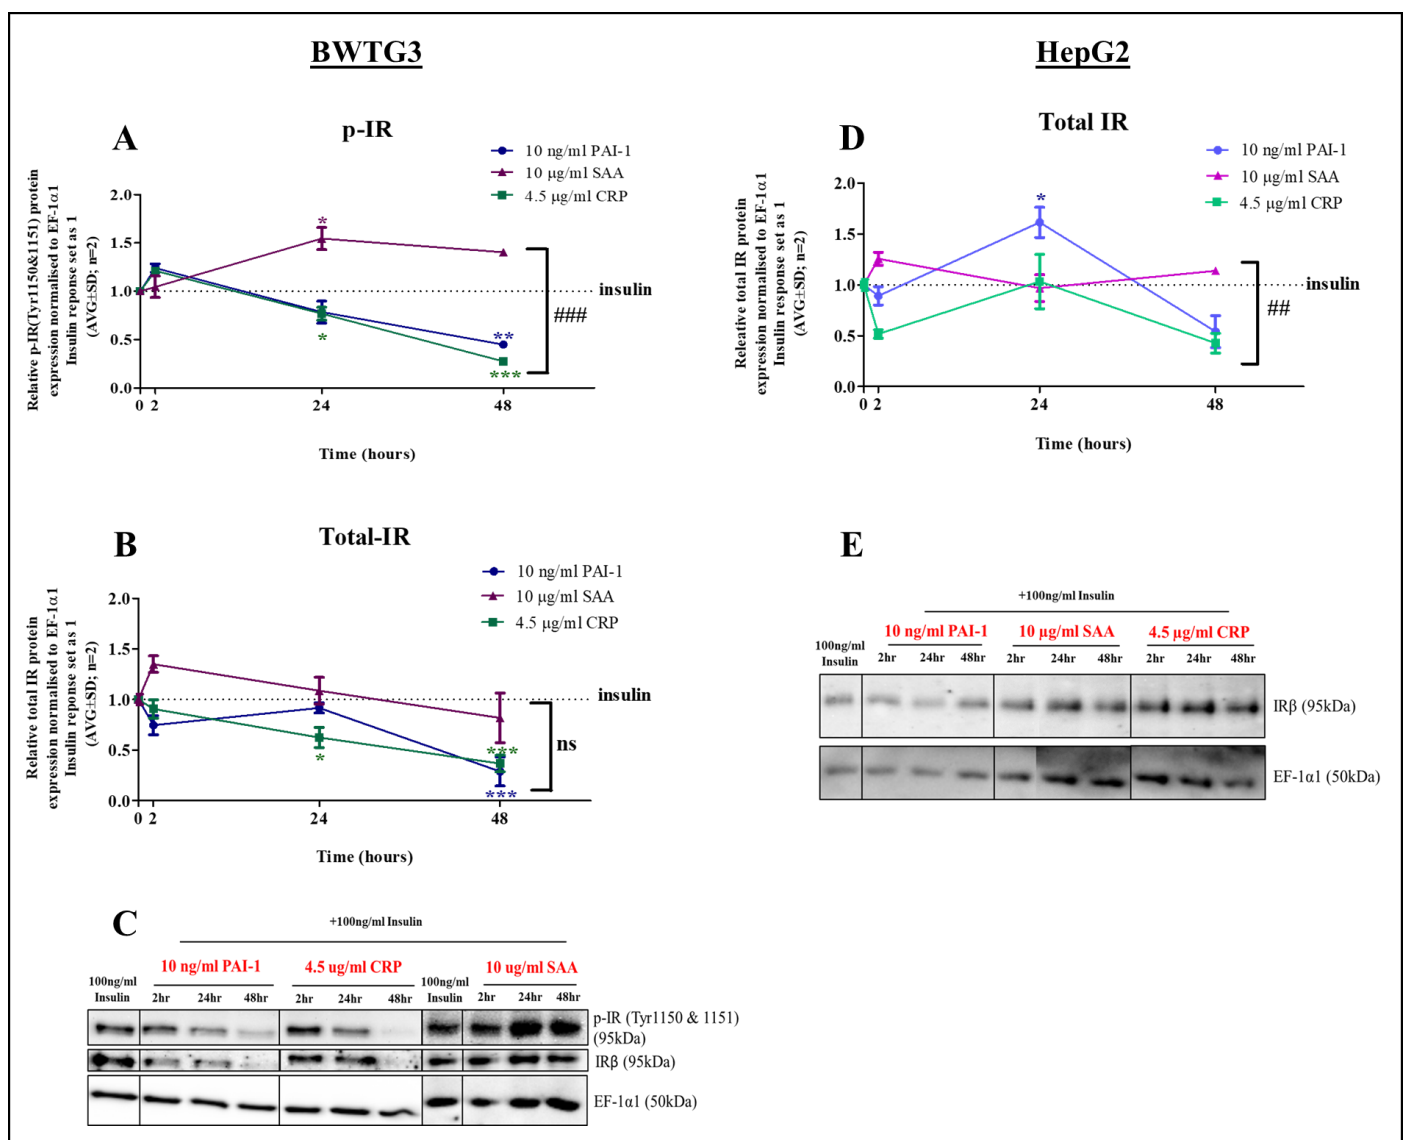 BWTG3
HepG2
A
p-IR
10 ng/ml PAI-1
10 μg/ml SAA
4.5 μg/ml CRP
Relative p-IR(Tyr1150&1151) protein
expression normalised to EF-1α1
Insulin reponse set as 1
(AVG±SD; n=2)
2.0
1.5
1.0
0.5
0.0
*
*
**
***
insulin
###
0 2 24 48
Time (hours)
D
Total IR
10 ng/ml PAI-1
10 μg/ml SAA
4.5 μg/ml CRP
Releative total IR protein
expression normalized to EF-1α1
Insulin response set as 1
(AVG±SD; n=2)
2.0
1.5
1.0
0.5
0.0
*
insulin
##
0 2 24 48
Time (hours)
B
Total-IR
10 ng/ml PAI-1
10 μg/ml SAA
4.5 μg/ml CRP
Relative total IR protein
expression normalized to EF-1α1
Insulin reponse set as 1
(AVG±SD; n=2)
2.0
1.5
1.0
0.5
0.0
*
***
***
insulin
ns
0 2 24 48
Time (hours)
E
+100ng/ml Insulin
100ng/ml
Insulin
10 ng/ml PAI-1 10 μg/ml SAA 4.5 μg/ml CRP
2hr 24hr 48hr 2hr 24hr 48hr 2hr 24hr 48hr
IRβ (95kDa)
EF-1α1 (50kDa)
C
+100ng/ml Insulin
100ng/ml
Insulin
10 ng/ml PAI-1 4.5 ug/ml CRP
2hr 24hr 48hr 2hr 24hr 48hr
100ng/ml
Insulin
10 ug/ml SAA
2hr 24hr 48hr
p-IR (Tyr1150 & 1151)
(95kDa)
IRβ (95kDa)
EF-1α1 (50kDa)